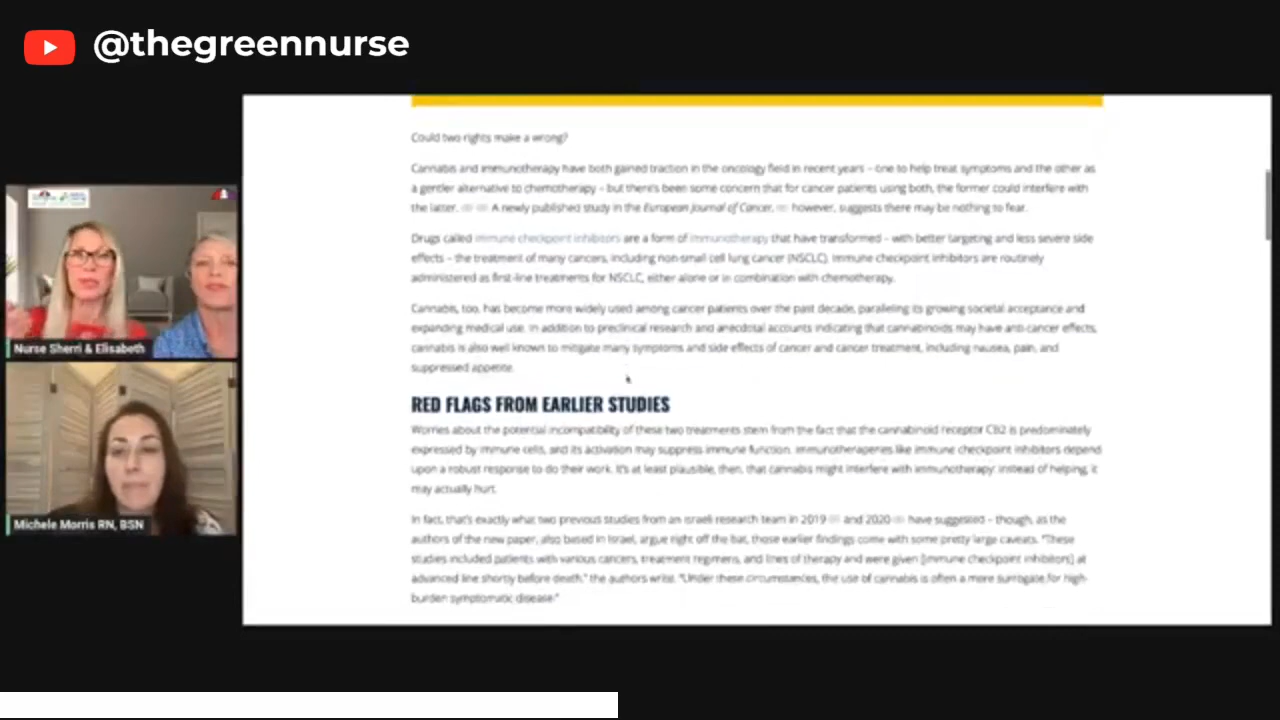 @thegreennurse
Could two rights make a wrong?
Cannabis and immunotherapy have both gained traction in the oncology field in recent years – one to help treat symptoms and the other as
a gentler alternative to chemotherapy – but there's been some concern that for cancer patients using both, the former could interfere with
the latter. A newly published study in the European Journal of Cancer, however, suggests there may be nothing to fear.
Drugs called immune checkpoint inhibitors are a form of immunotherapy that have transformed – with better targeting and less severe side
effects – the treatment of many cancers, including non-small cell lung cancer (NSCLC). Immune checkpoint inhibitors are routinely
administered as first-line treatments for NSCLC, either alone or in combination with chemotherapy.
Cannabis, too, has become more widely used among cancer patients over the past decade, paralleling its growing societal acceptance and
expanding medical use. In addition to preclinical research and anecdotal accounts indicating that cannabinoids may have anti-cancer effects,
cannabis is also well known to mitigate many symptoms and side effects of cancer and cancer treatment, including nausea, pain, and
suppressed appetite.
RED FLAGS FROM EARLIER STUDIES
Worries about the potential incompatibility of these two treatments stem from the fact that the cannabinoid receptor CB2 is predominately
expressed by immune cells, and its activation may suppress immune function. Immunotherapies like immune checkpoint inhibitors depend
upon a robust response to do their work. It's at least plausible, then, that cannabis might interfere with immunotherapy: instead of helping, it
may actually hurt.
In fact, that's exactly what two previous studies from an Israeli research team in 2019 and 2020 have suggested – though, as the
authors of the new paper, also based in Israel, argue right off the bat, those earlier findings come with some pretty large caveats. "These
studies included patients with various cancers, treatment regimens, and lines of therapy and were given [immune checkpoint inhibitors] at
advanced line shortly before death," the authors write. "Under these circumstances, the use of cannabis is often a mere surrogate for high-
burden symptomatic disease."
Nurse Sherri & Elisabeth
Michele Morris RN, BSN